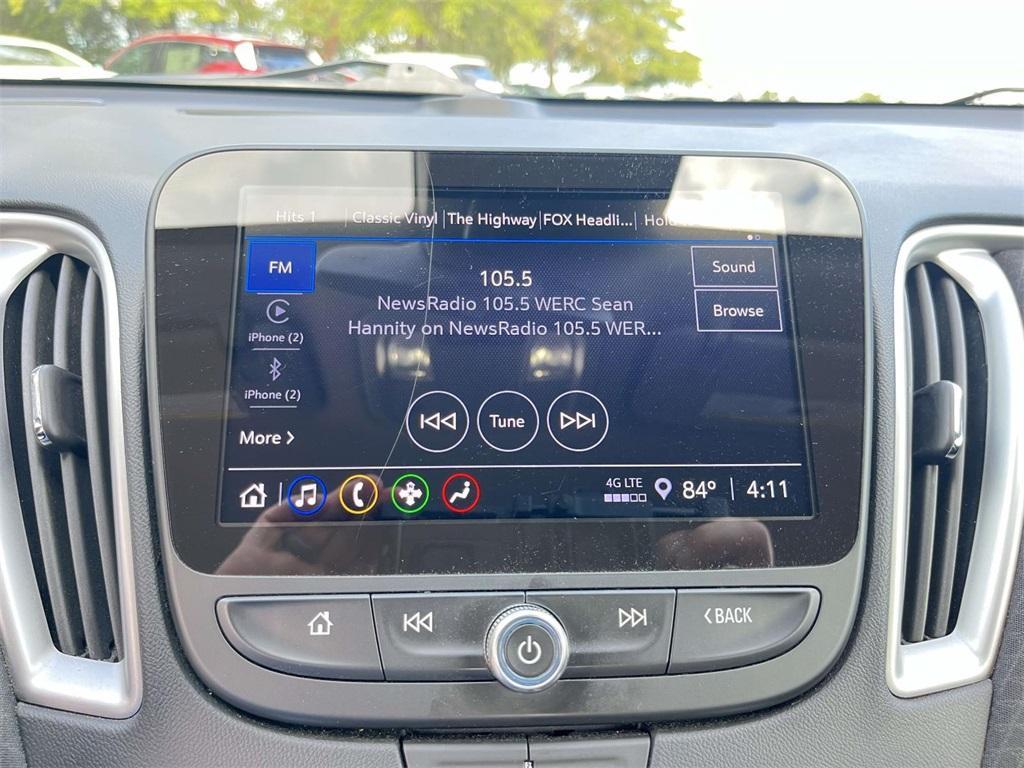 Hits 1 Classic Vinyl The Highway FOX Headli...
FM
105.5
Sound
NewsRadio 105.5 WERC Sean
Browse
Hannity on NewsRadio 105.5 WER...
iPhone (2)
iPhone (2)
Tune
More
4G LTE
84° 4:11
BACK